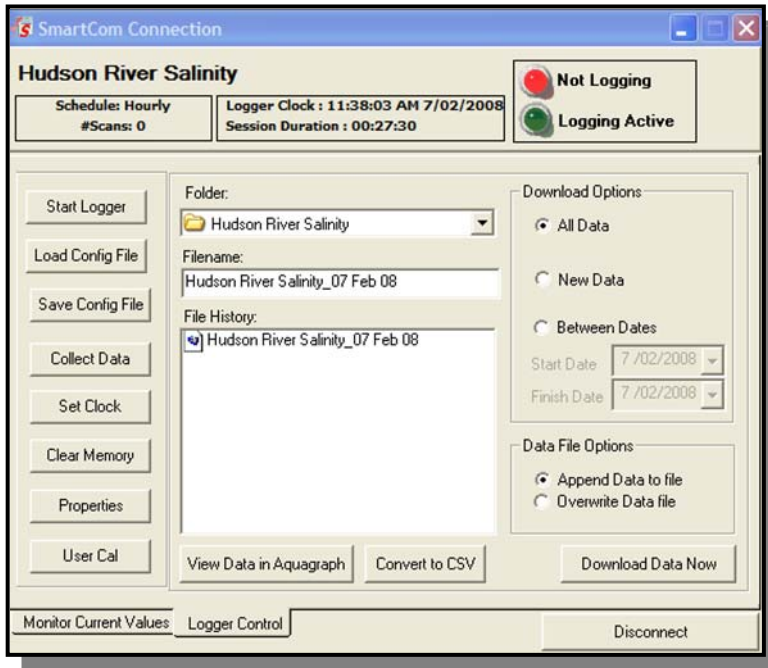 SmartCom Connection
Hudson River Salinity
Schedule: Hourly
#Scans: 0
Logger Clock : 11:38:03 AM 7/02/2008
Session Duration : 00:27:30
Not Logging
Logging Active
Start Logger
Load Config File
Save Config File
Collect Data
Set Clock
Clear Memory
Properties
User Cal
Folder:
Hudson River Salinity
Filename:
Hudson River Salinity_07 Feb 08
File History:
Hudson River Salinity_07 Feb 08
View Data in Aquagraph
Convert to CSV
Download Options
All Data
New Data
Between Dates
Start Date 7 /02/2008
Finish Date 7 /02/2008
Data File Options
Append Data to file
Overwrite Data file
Download Data Now
Monitor Current Values
Logger Control
Disconnect